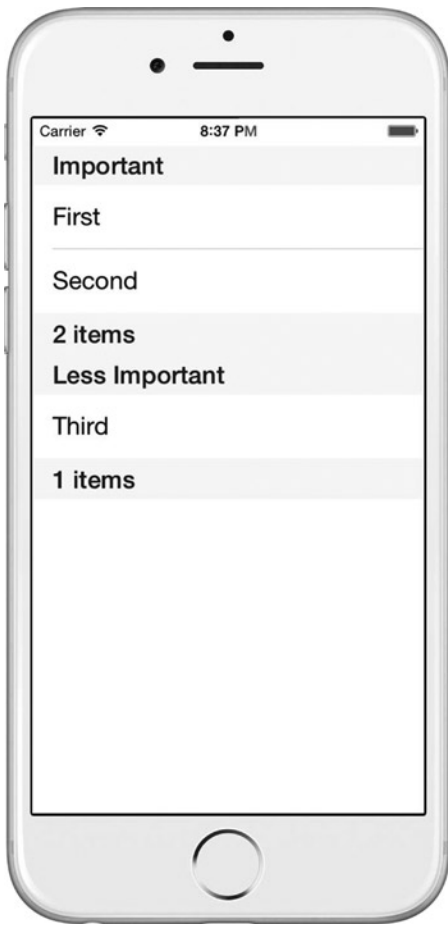 Carrier 8:37 PM
Important
First
Second
2 items
Less Important
Third
1 items